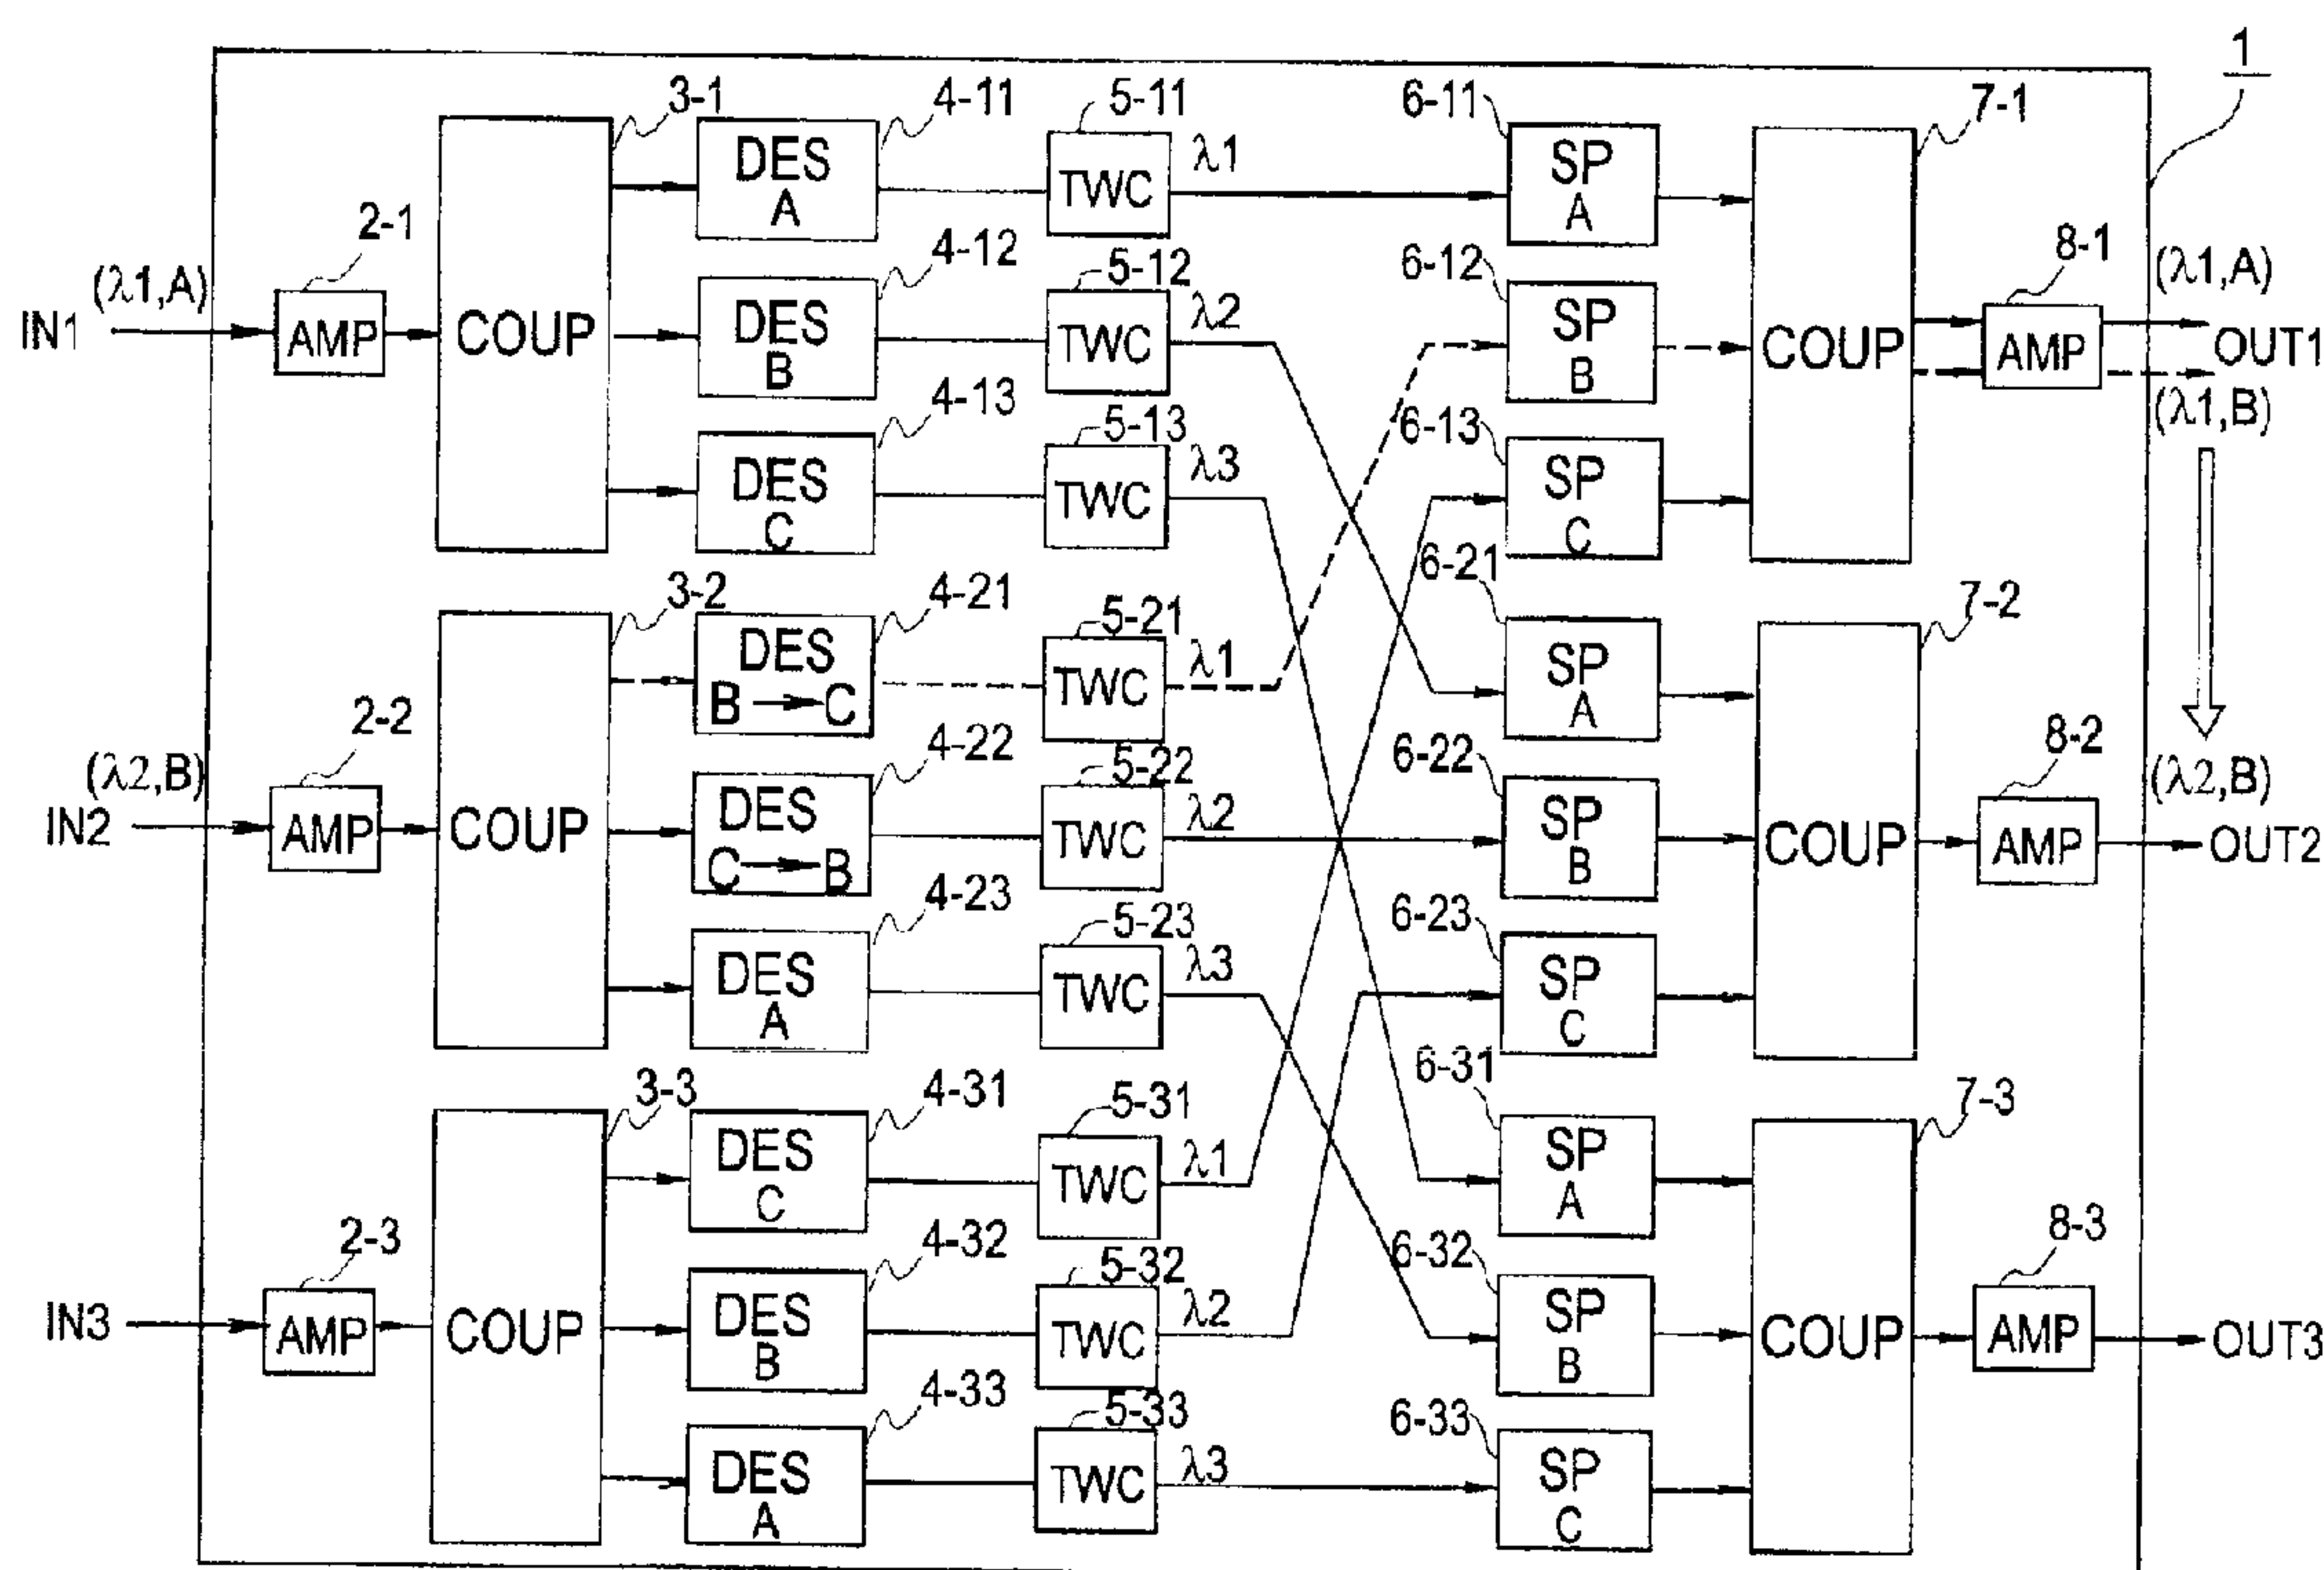 1
3-1
4-11
5-11
6-11
7-1
DES
A
TWC
λ1
SP
A
2-1
4-12
5-12
6-12
8-1
IN1
(λ1,A)
AMP
COUP
DES
B
TWC
λ2
SP
B
COUP
AMP
(λ1,A)
OUT1
(λ1,B)
4-13
5-13
6-13
DES
C
TWC
λ3
SP
C
3-2
4-21
5-21
6-21
7-2
DES
B → C
TWC
λ1
SP
A
2-2
4-22
5-22
6-22
8-2
IN2
(λ2,B)
AMP
COUP
DES
C → B
TWC
λ2
SP
B
COUP
AMP
(λ2,B)
OUT2
4-23
5-23
6-23
DES
A
TWC
λ3
SP
C
3-3
4-31
5-31
6-31
7-3
DES
C
TWC
λ1
SP
A
2-3
4-32
5-32
6-32
8-3
IN3
AMP
COUP
DES
B
TWC
λ2
SP
B
COUP
AMP
OUT3
4-33
5-33
6-33
DES
A
TWC
λ3
SP
C